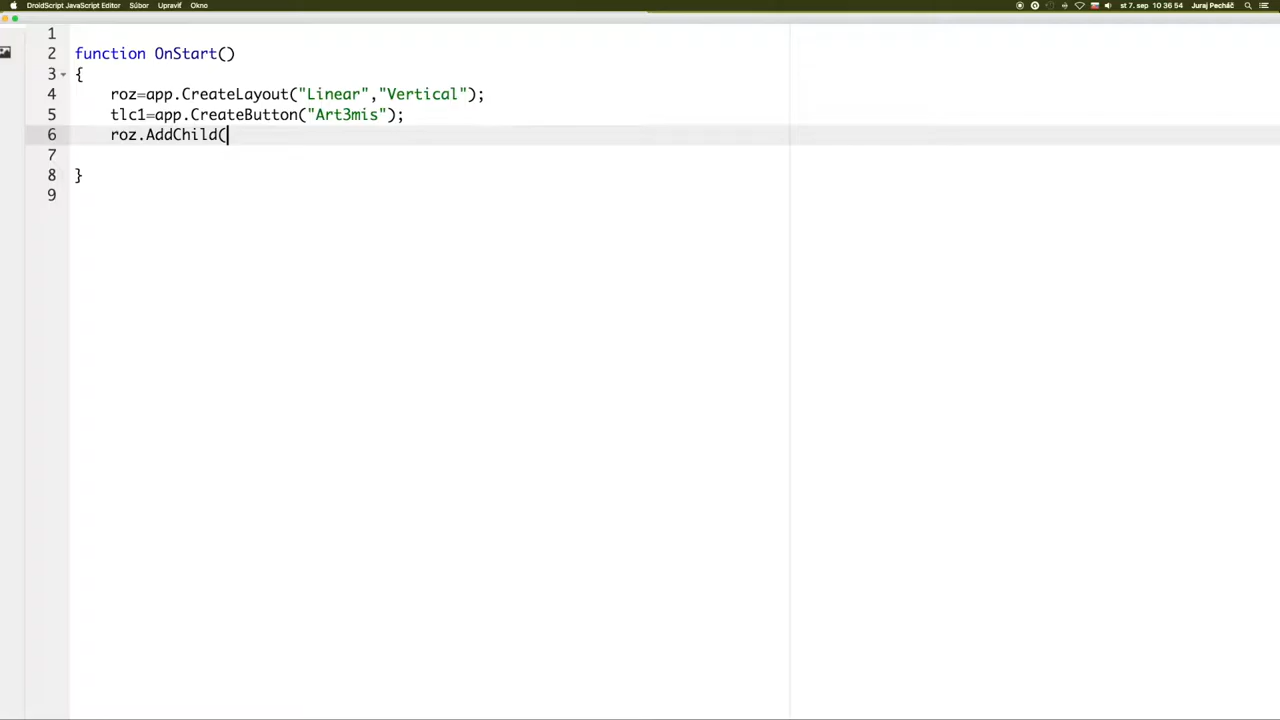 DroidScript JavaScript Editor Súbor Upraviť Okno st 7. sep 10 36 54 Juraj Pecháč
1
2 function OnStart()
3 {
4 roz=app.CreateLayout("Linear","Vertical");
5 tlc1=app.CreateButton("Art3mis");
6 roz.AddChild(
7
8 }
9